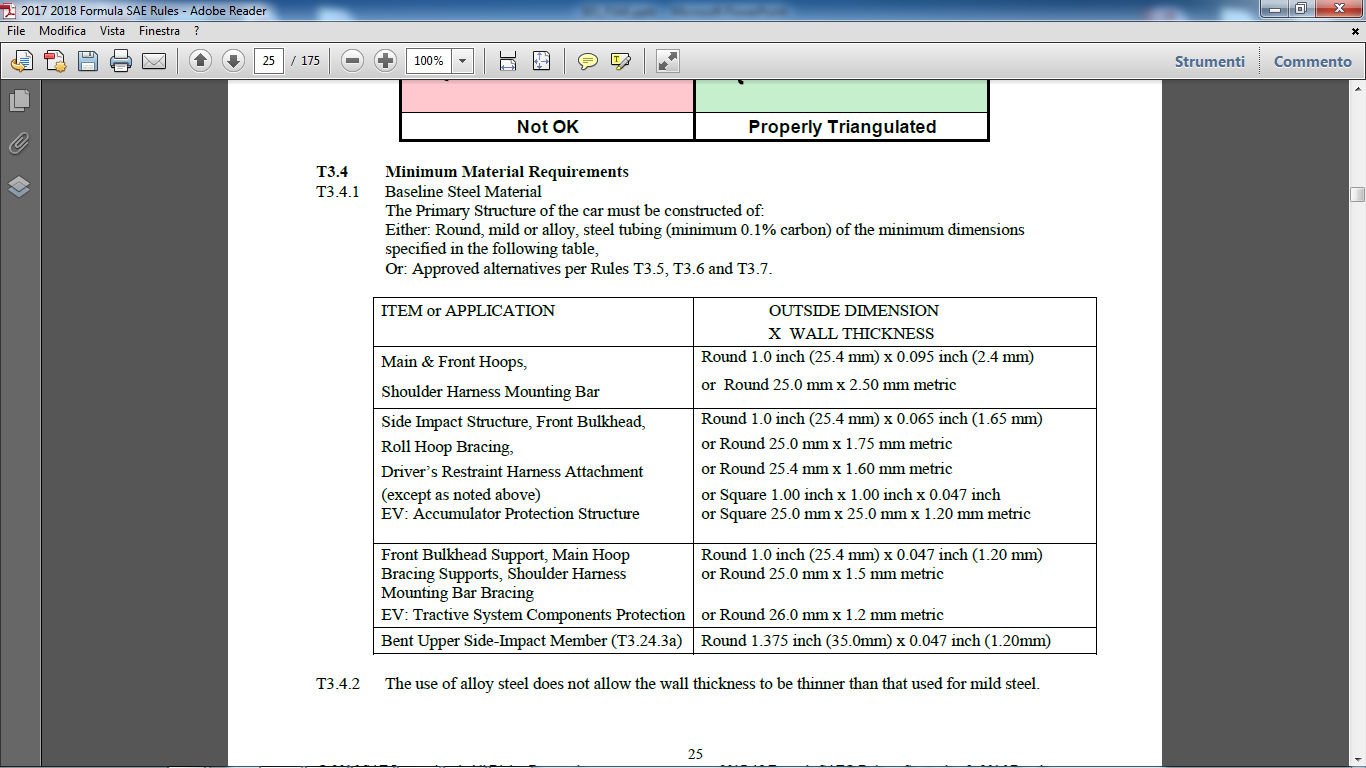 2017 2018 Formula SAE Rules - Adobe Reader
File Modifica Vista Finestra ?
25 / 175 100% Strumenti Commento
Not OK Properly Triangulated
T3.4 Minimum Material Requirements
T3.4.1 Baseline Steel Material
The Primary Structure of the car must be constructed of:
Either: Round, mild or alloy, steel tubing (minimum 0.1% carbon) of the minimum dimensions
specified in the following table,
Or: Approved alternatives per Rules T3.5, T3.6 and T3.7.
ITEM or APPLICATION
OUTSIDE DIMENSION
X WALL THICKNESS
Main & Front Hoops,
Shoulder Harness Mounting Bar
Round 1.0 inch (25.4 mm) x 0.095 inch (2.4 mm)
or Round 25.0 mm x 2.50 mm metric
Side Impact Structure, Front Bulkhead,
Roll Hoop Bracing,
Driver's Restraint Harness Attachment
(except as noted above)
EV: Accumulator Protection Structure
Round 1.0 inch (25.4 mm) x 0.065 inch (1.65 mm)
or Round 25.0 mm x 1.75 mm metric
or Round 25.4 mm x 1.60 mm metric
or Square 1.00 inch x 1.00 inch x 0.047 inch
or Square 25.0 mm x 25.0 mm x 1.20 mm metric
Front Bulkhead Support, Main Hoop
Bracing Supports, Shoulder Harness
Mounting Bar Bracing
EV: Tractive System Components Protection
Round 1.0 inch (25.4 mm) x 0.047 inch (1.20 mm)
or Round 25.0 mm x 1.5 mm metric
or Round 26.0 mm x 1.2 mm metric
Bent Upper Side-Impact Member (T3.24.3a)
Round 1.375 inch (35.0mm) x 0.047 inch (1.20mm)
T3.4.2 The use of alloy steel does not allow the wall thickness to be thinner than that used for mild steel.
25